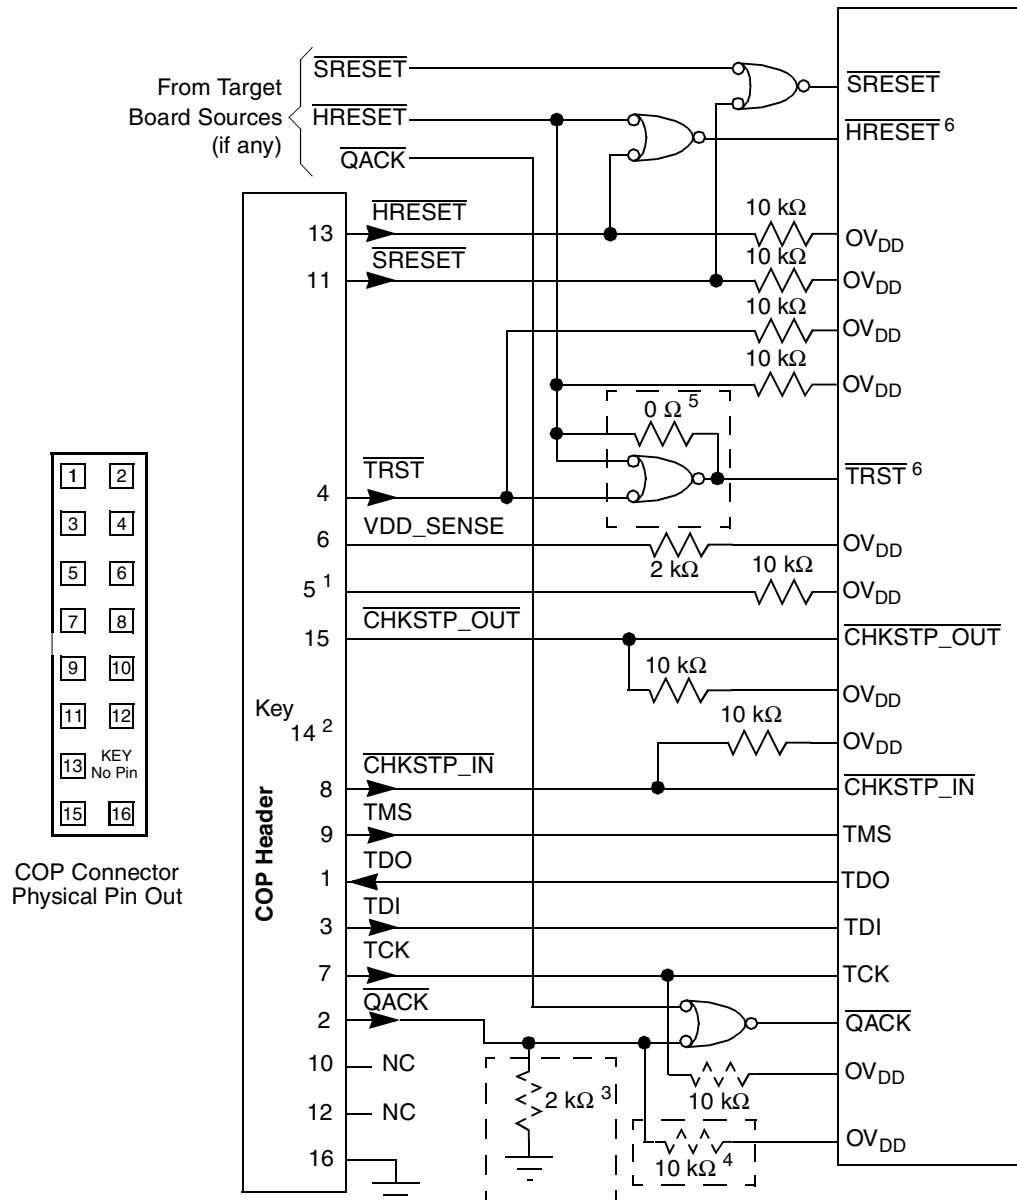 From Target
Board Sources
(if any)
SRESET
HRESET
QACK
SRESET
HRESET 6
13 HRESET 10 kΩ OVDD
11 SRESET 10 kΩ OVDD
10 kΩ OVDD
10 kΩ OVDD
0 Ω 5
4 TRST TRST 6
6 VDD_SENSE 2 kΩ OVDD
5 1 10 kΩ OVDD
15 CHKSTP_OUT CHKSTP_OUT
10 kΩ OVDD
Key
14 2
10 kΩ OVDD
8 CHKSTP_IN CHKSTP_IN
9 TMS TMS
1 TDO TDO
3 TDI TDI
7 TCK TCK
2 QACK QACK
10 NC
10 kΩ OVDD
2 kΩ 3
12 NC
10 kΩ 4 OVDD
16
COP Header
1 2
3 4
5 6
7 8
9 10
11 12
13 KEY
No Pin
15 16
COP Connector
Physical Pin Out